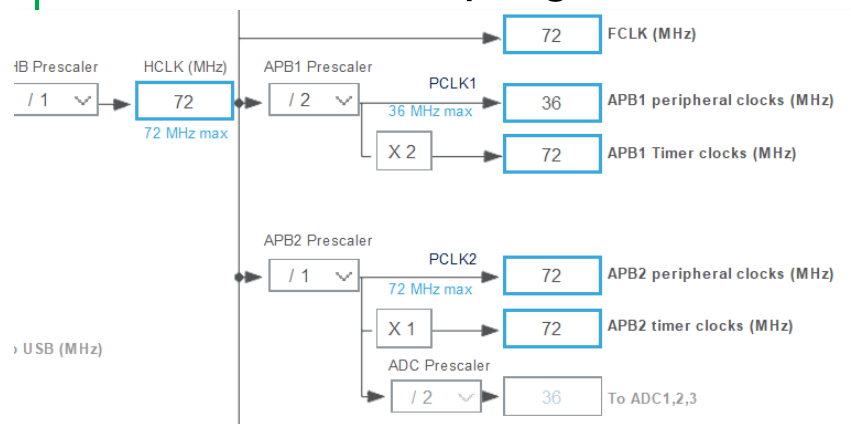 72 FCLK (MHz)
HB Prescaler HCLK (MHz) APB1 Prescaler
PCLK1
/ 1 72 / 2 36 APB1 peripheral clocks (MHz)
36 MHz max
72 MHz max
X 2 72 APB1 Timer clocks (MHz)
APB2 Prescaler
PCLK2
/ 1 72 APB2 peripheral clocks (MHz)
72 MHz max
X 1 72 APB2 timer clocks (MHz)
USB (MHz)
ADC Prescaler
/ 2 36 To ADC1,2,3